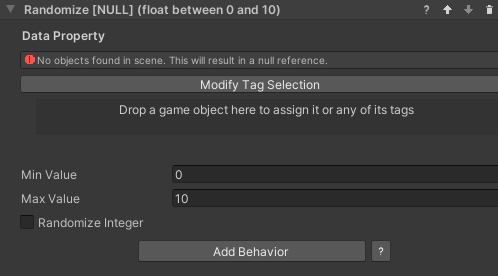 Randomize [NULL] (float between 0 and 10)
?
Data Property
No objects found in scene. This will result in a null reference.
Modify Tag Selection
Drop a game object here to assign it or any of its tags
Min Value 0
Max Value 10
Randomize Integer
Add Behavior ?